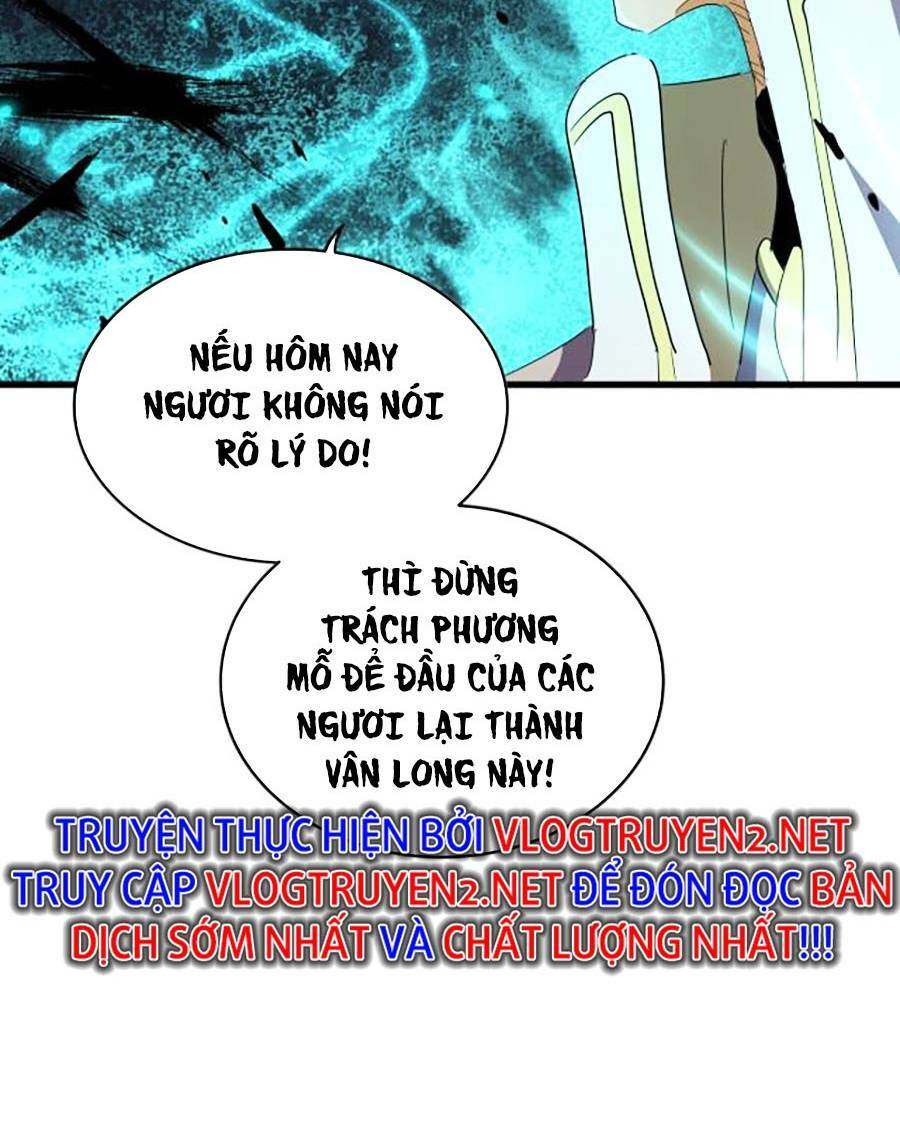 NẾU HÔM NAY
NGƯƠI KHÔNG NÓI
RÕ LÝ DO!
THÌ ĐỪNG
TRÁCH PHƯƠNG
MỖ ĐỂ ĐẦU CỦA CÁC
NGƯƠI LẠI THÀNH
VÂN LONG NÀY!
TRUYỆN THỰC HIỆN BỞI VLOGTRUYEN2.NET
TRUY CẬP VLOGTRUYEN2.NET ĐỂ ĐÓN ĐỌC BẢN
DỊCH SỚM NHẤT VÀ CHẤT LƯỢNG NHẤT!!!